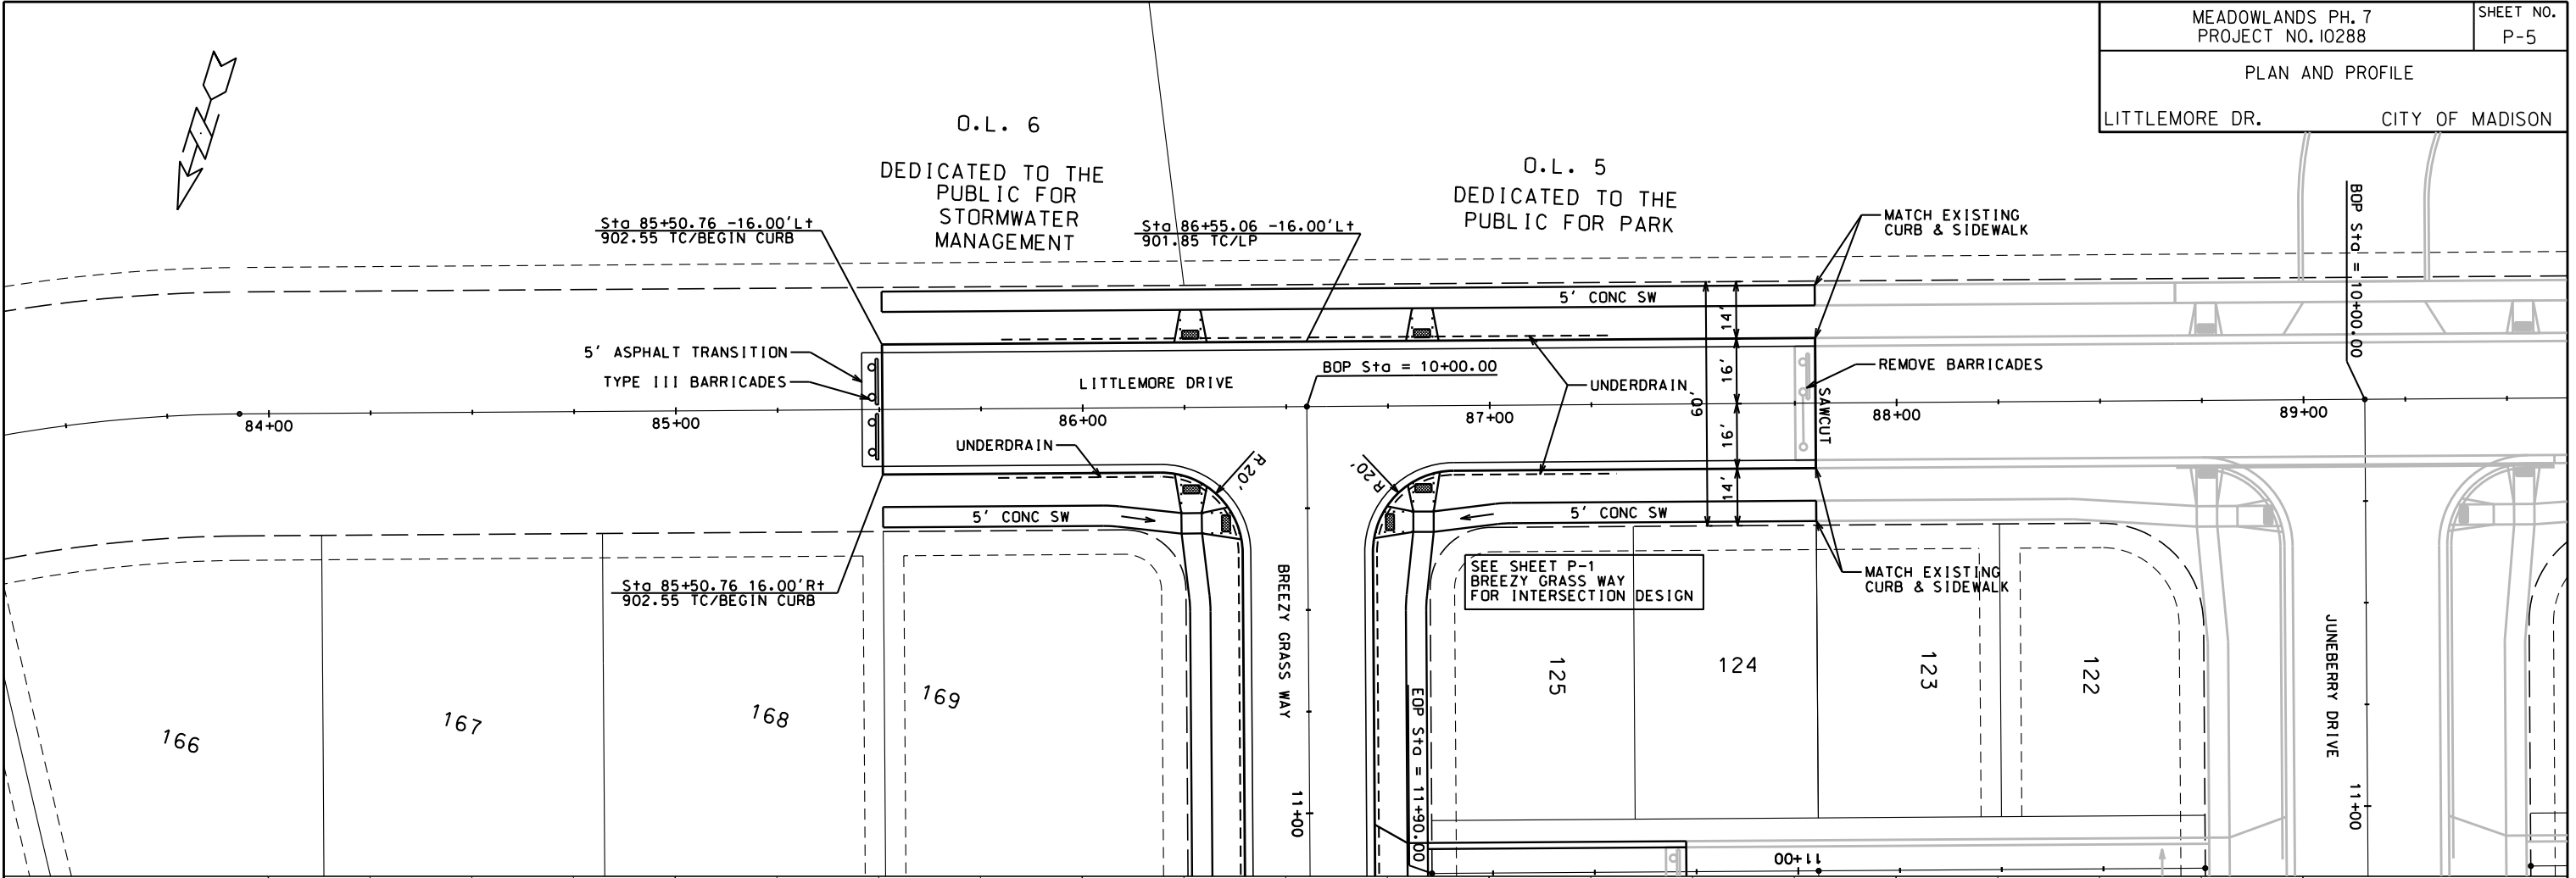 MEADOWLANDS PH. 7
PROJECT NO. 10288
SHEET NO.
P-5
PLAN AND PROFILE
LITTLEMORE DR.
CITY OF MADISON
O.L. 6
DEDICATED TO THE
PUBLIC FOR
STORMWATER
MANAGEMENT
O.L. 5
DEDICATED TO THE
PUBLIC FOR PARK
Sta 85+50.76 -16.00'Lt
902.55 TC/BEGIN CURB
Sta 86+55.06 -16.00'Lt
901.85 TC/LP
MATCH EXISTING
CURB & SIDEWALK
BOP Sta = 10+00.00
5' CONC SW
14'
5' ASPHALT TRANSITION
TYPE III BARRICADES
LITTLEMORE DRIVE
BOP Sta = 10+00.00
UNDERDRAIN
16'
60'
REMOVE BARRICADES
SAWCUT
84+00
85+00
86+00
87+00
88+00
89+00
UNDERDRAIN
R 20'
R 20'
16'
14'
5' CONC SW
5' CONC SW
Sta 85+50.76 16.00'Rt
902.55 TC/BEGIN CURB
SEE SHEET P-1
BREEZY GRASS WAY
FOR INTERSECTION DESIGN
MATCH EXISTING
CURB & SIDEWALK
BREEZY GRASS WAY
JUNEBERRY DRIVE
166
167
168
169
125
124
123
122
EOP Sta = 11+90.00
11+00
11+00
11+00